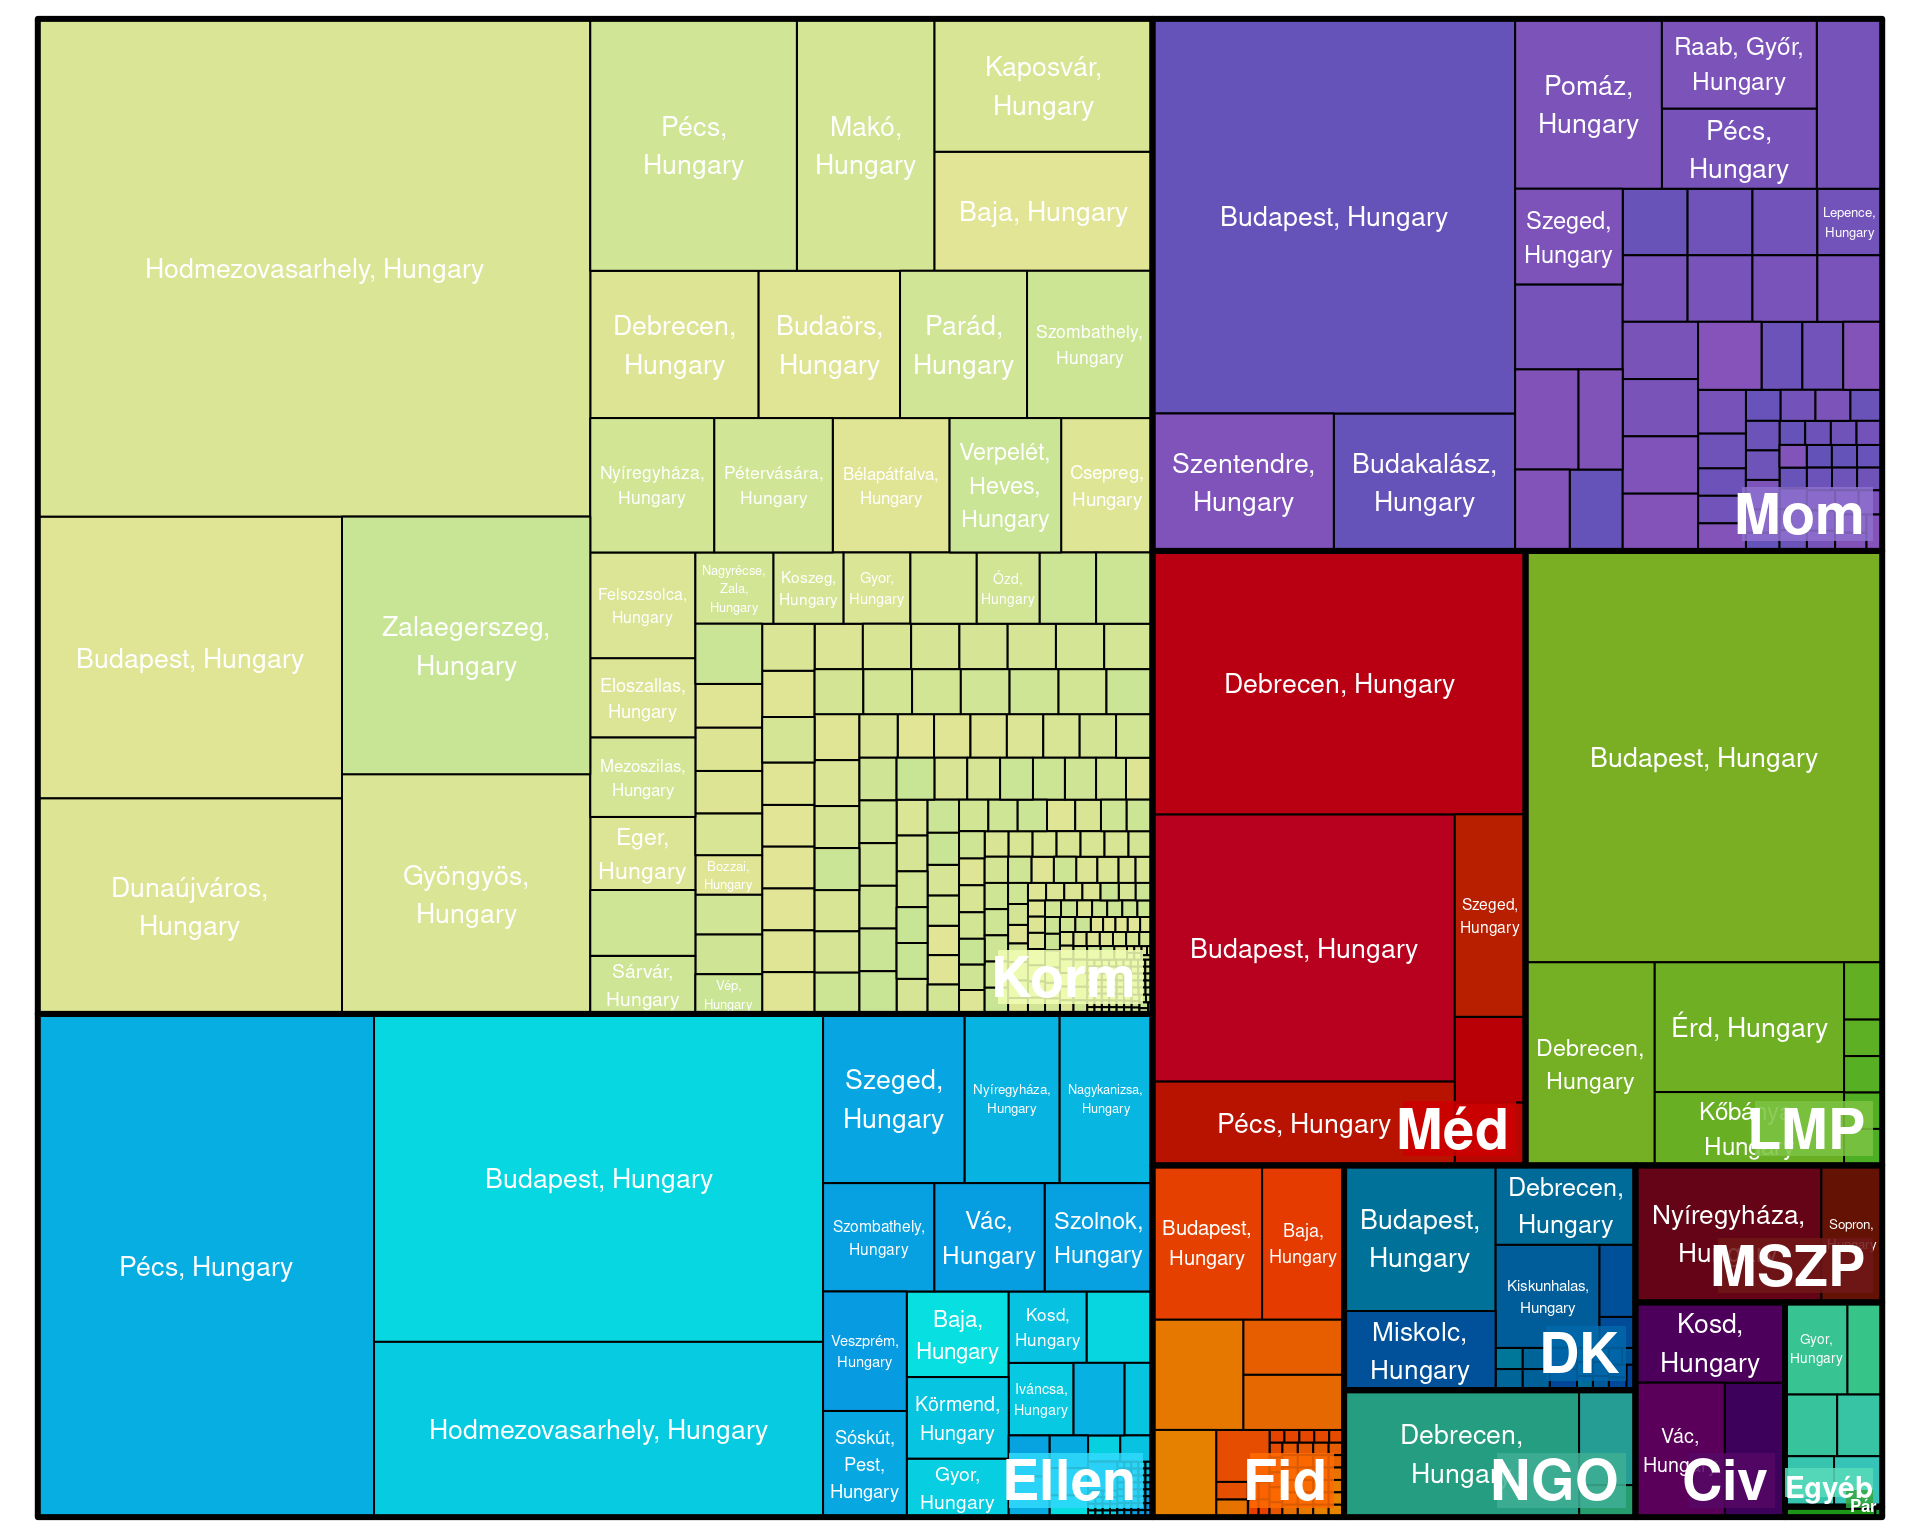 Hodmezovasarhely, Hungary
Pécs,
Hungary
Makó,
Hungary
Kaposvár,
Hungary
Baja, Hungary
Debrecen,
Hungary
Budaörs,
Hungary
Parád,
Hungary
Szombathely,
Hungary
Nyíregyháza,
Hungary
Pétervására,
Hungary
Bélapátfalva,
Hungary
Verpelét,
Heves,
Hungary
Csepreg,
Hungary
Budapest, Hungary
Zalaegerszeg,
Hungary
Dunaújváros,
Hungary
Gyöngyös,
Hungary
Felsozsolca,
Hungary
Nagyrécse,
Zala,
Hungary
Koszeg,
Hungary
Gyor,
Hungary
Ózd,
Hungary
Eloszallas,
Hungary
Mezoszilas,
Hungary
Eger,
Hungary
Bozzai,
Hungary
Sárvár,
Hungary
Vép,
Hungary
Korm
Budapest, Hungary
Pomáz,
Hungary
Raab, Győr,
Hungary
Pécs,
Hungary
Szeged,
Hungary
Lepence,
Hungary
Szentendre,
Hungary
Budakalász,
Hungary
Mom
Debrecen, Hungary
Budapest, Hungary
Szeged,
Hungary
Pécs, Hungary
Méd
Budapest, Hungary
Debrecen,
Hungary
Érd, Hungary
LMP
Pécs, Hungary
Budapest, Hungary
Hodmezovasarhely, Hungary
Szeged,
Hungary
Nyíregyháza,
Hungary
Nagykanizsa,
Hungary
Szombathely,
Hungary
Vác,
Hungary
Szolnok,
Hungary
Veszprém,
Hungary
Baja,
Hungary
Kosd,
Hungary
Körmend,
Hungary
Iváncsa,
Hungary
Sóskút,
Pest,
Hungary
Gyor,
Hungary
Ellen
Budapest,
Hungary
Baja,
Hungary
Fid
Budapest,
Hungary
Debrecen,
Hungary
Kiskunhalas,
Hungary
Miskolc,
Hungary
DK
Debrecen,
Hungary
NGO
Nyíregyháza,
Sopron,
MSZP
Kosd,
Hungary
Vác,
Civ
Gyor,
Hungary
Egyéb
Pár